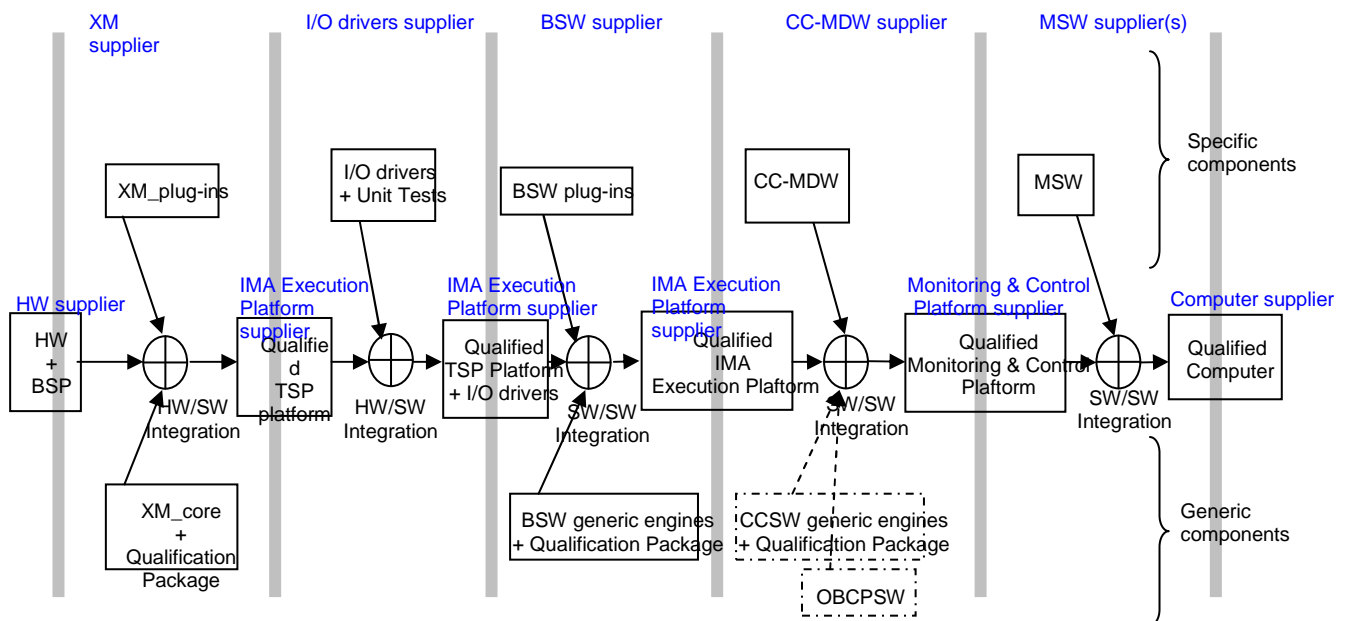 XM
supplier
I/O drivers supplier
BSW supplier
CC-MDW supplier
MSW supplier(s)
Specific
components
XM_plug-ins
I/O drivers
+ Unit Tests
BSW plug-ins
CC-MDW
MSW
HW supplier
IMA Execution
Platform
supplier
IMA Execution
Platform supplier
IMA Execution
Platform
supplier
Monitoring & Control
Platform supplier
Computer supplier
HW
+
BSP
Qualifie
d
TSP
platform
Qualified
TSP Platform
+ I/O drivers
Qualified
IMA
Execution Plaftorm
Qualified
Monitoring & Control
Platform
Qualified
Computer
HW/SW
Integration
HW/SW
Integration
SW/SW
Integration
SW/SW
Integration
SW/SW
Integration
XM_core
+
Qualification
Package
BSW generic engines
+ Qualification Package
CCSW generic engines
+ Qualification Package
OBCPSW
Generic
components